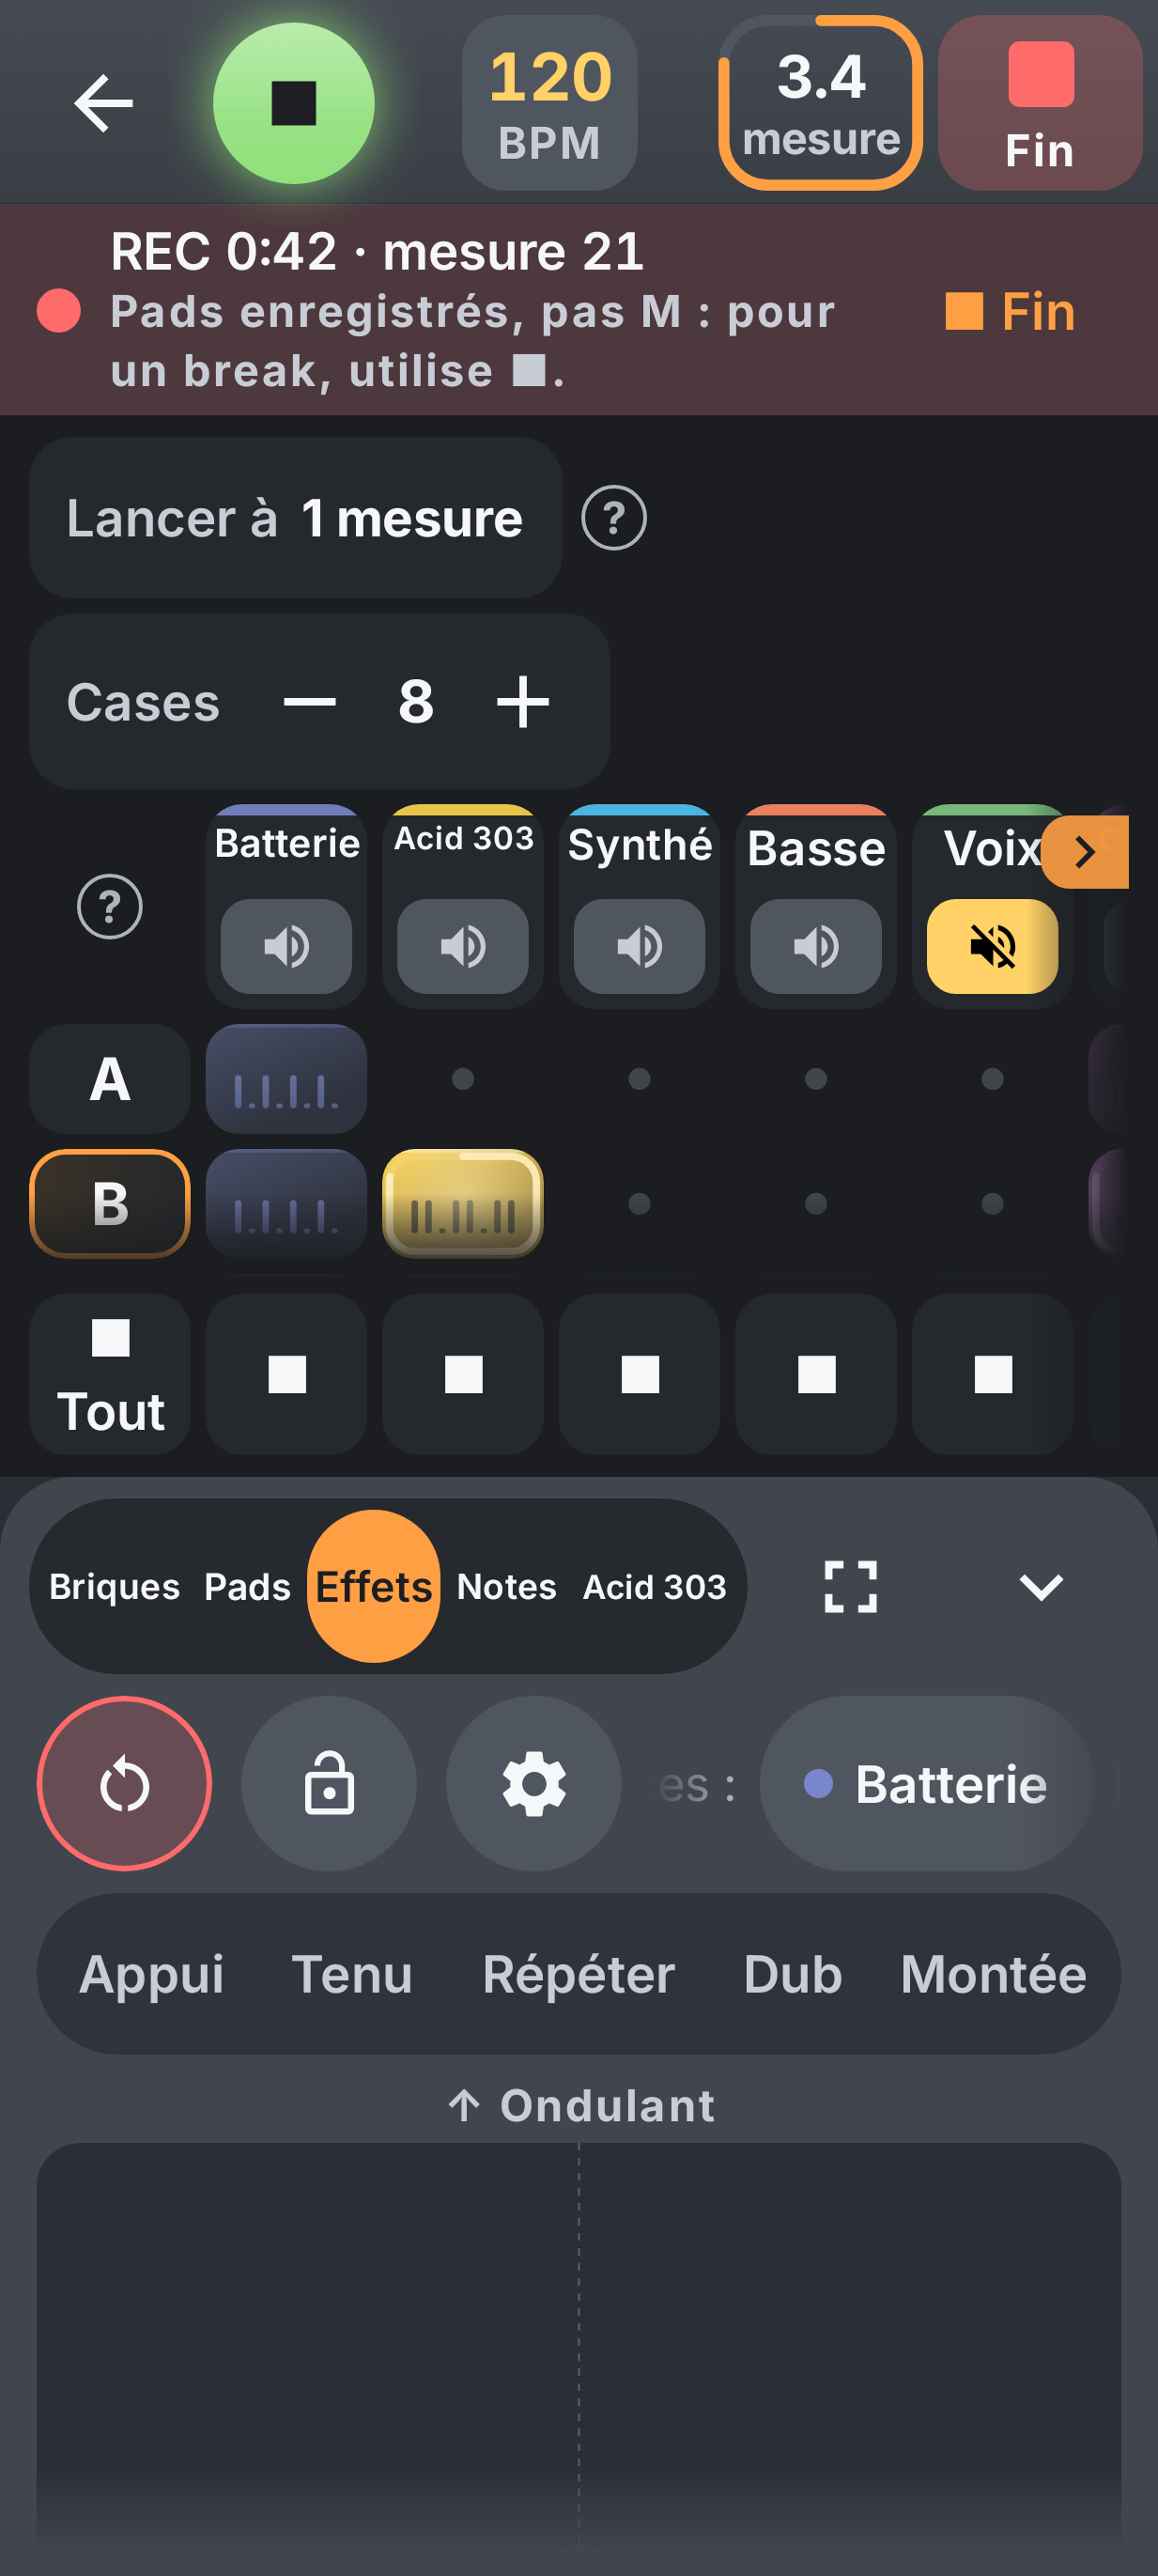 120
BPM
3.4
mesure
Fin
REC 0:42 · mesure 21
Pads enregistrés, pas M : pour
un break, utilise ■.
■ Fin
Lancer à 1 mesure
?
Cases — 8 +
?
Batterie
Acid 303
Synthé
Basse
Voix
A
B
Tout
Briques
Pads
Effets
Notes
Acid 303
es :
Batterie
Appui
Tenu
Répéter
Dub
Montée
↑ Ondulant